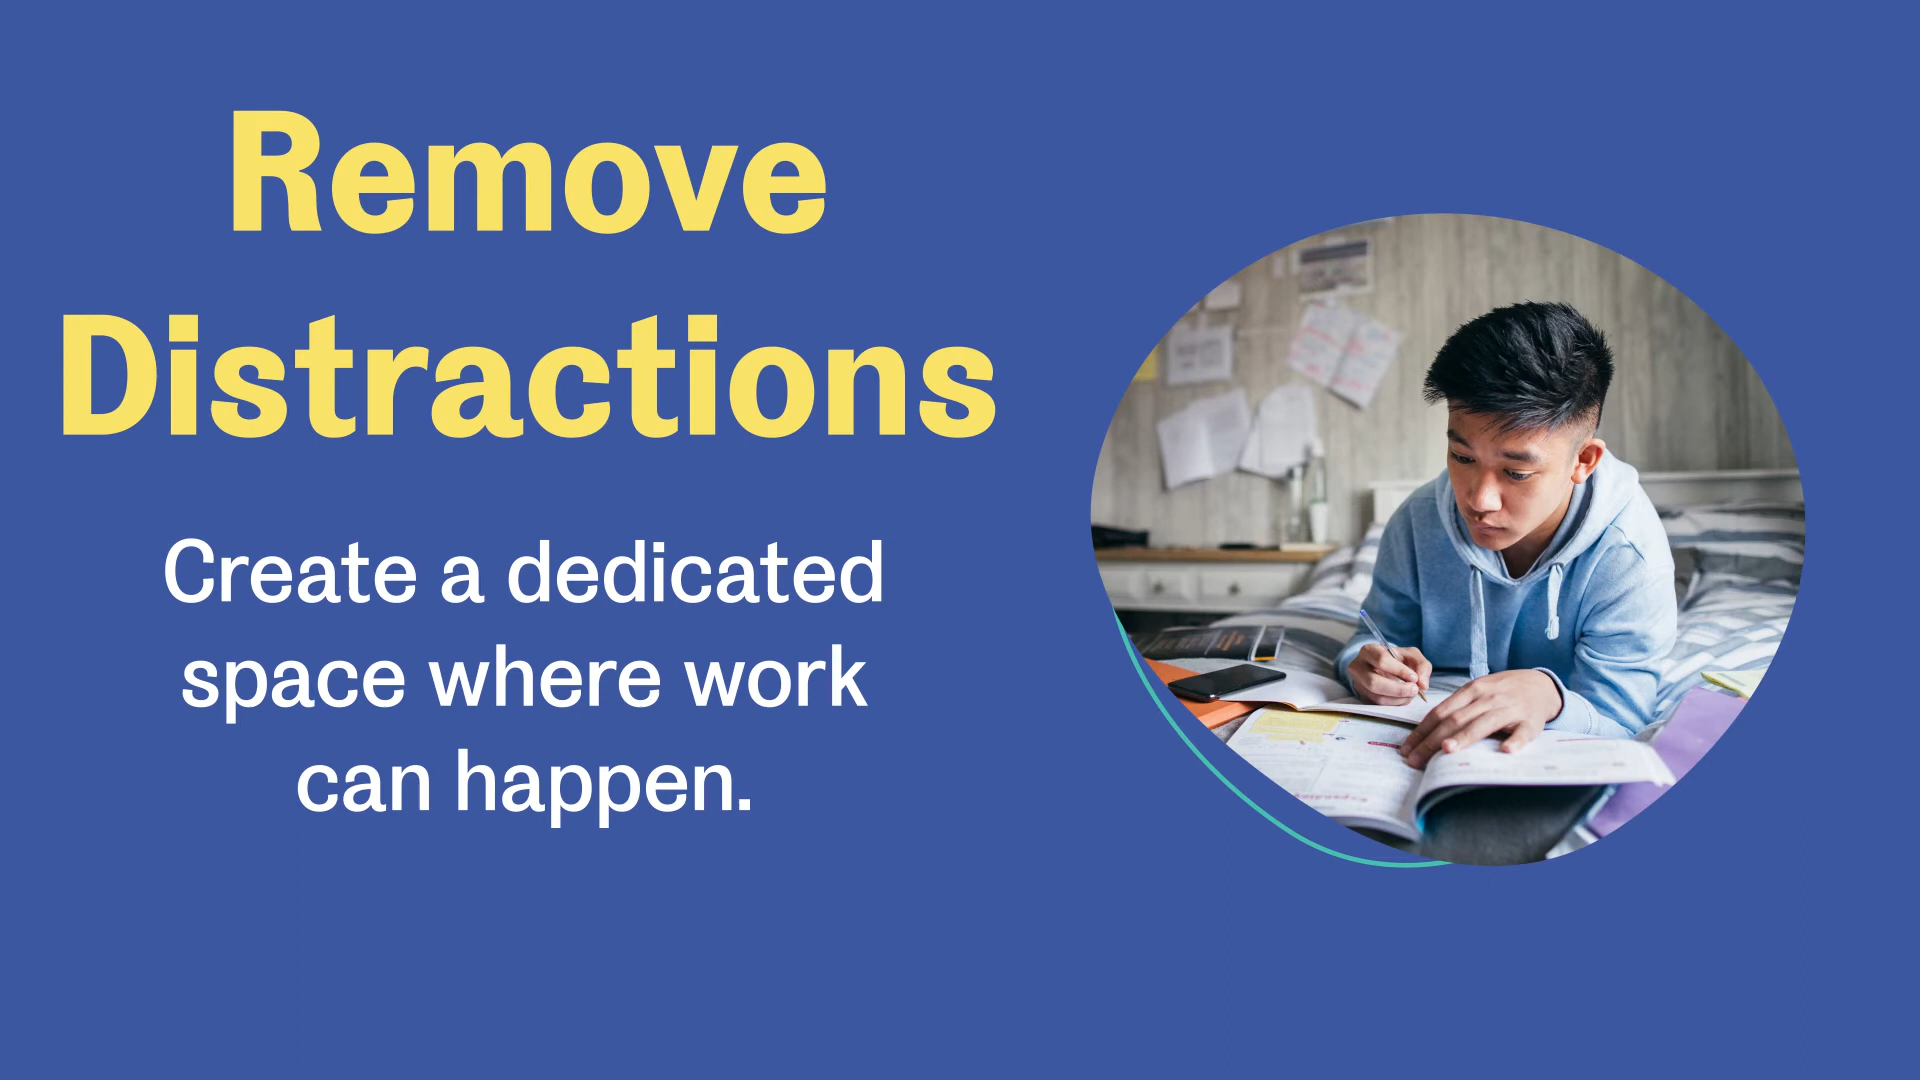 Remove
Distractions
Create a dedicated
space where work
can happen.